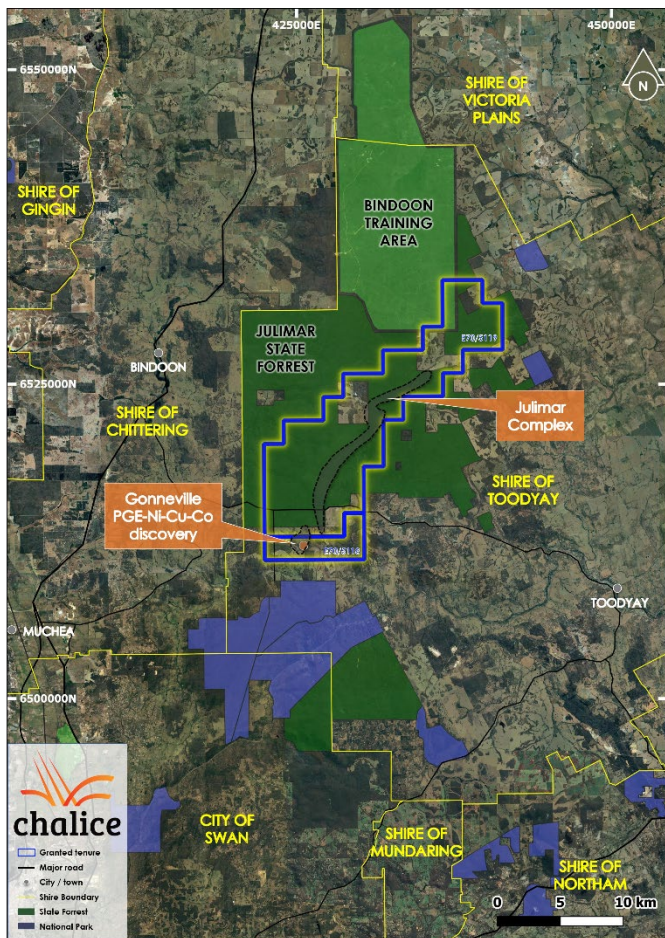 425000E
450000E
6550000N
N
SHIRE OF
VICTORIA
PLAINS
SHIRE OF
GINGIN
BINDOON
TRAINING
AREA
JULIMAR
STATE
FORREST
E70/5119
6525000N
BINDOON
SHIRE OF
CHITTERING
Julimar
Complex
Gonneville
PGE-Ni-Cu-Co
discovery
SHIRE OF
TOODYAY
TOODYAY
MUCHEA
6500000N
chalice
Granted tenure
Major road
City / town
Shire Boundary
State Forrest
National Park
CITY OF
SWAN
SHIRE OF
MUNDARING
SHIRE OF
NORTHAM
0 5 10 km